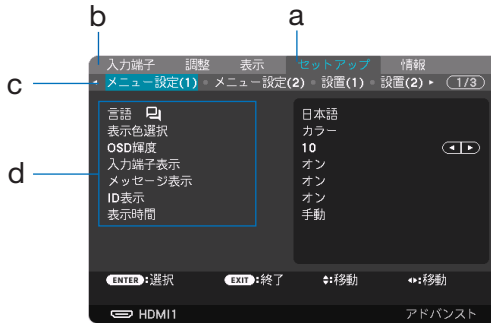 b
a
c
d
入力端子 調整 表示 セットアップ 情報
メニュー設定(1) メニュー設定(2) 設置(1) 設置(2) (1/3)
言語 日本語
表示色選択 カラー
OSD輝度 10
入力端子表示 オン
メッセージ表示 オン
ID表示 オン
表示時間 手動
ENTER:選択 EXIT:終了 :移動 :移動
HDMI1 アドバンスト